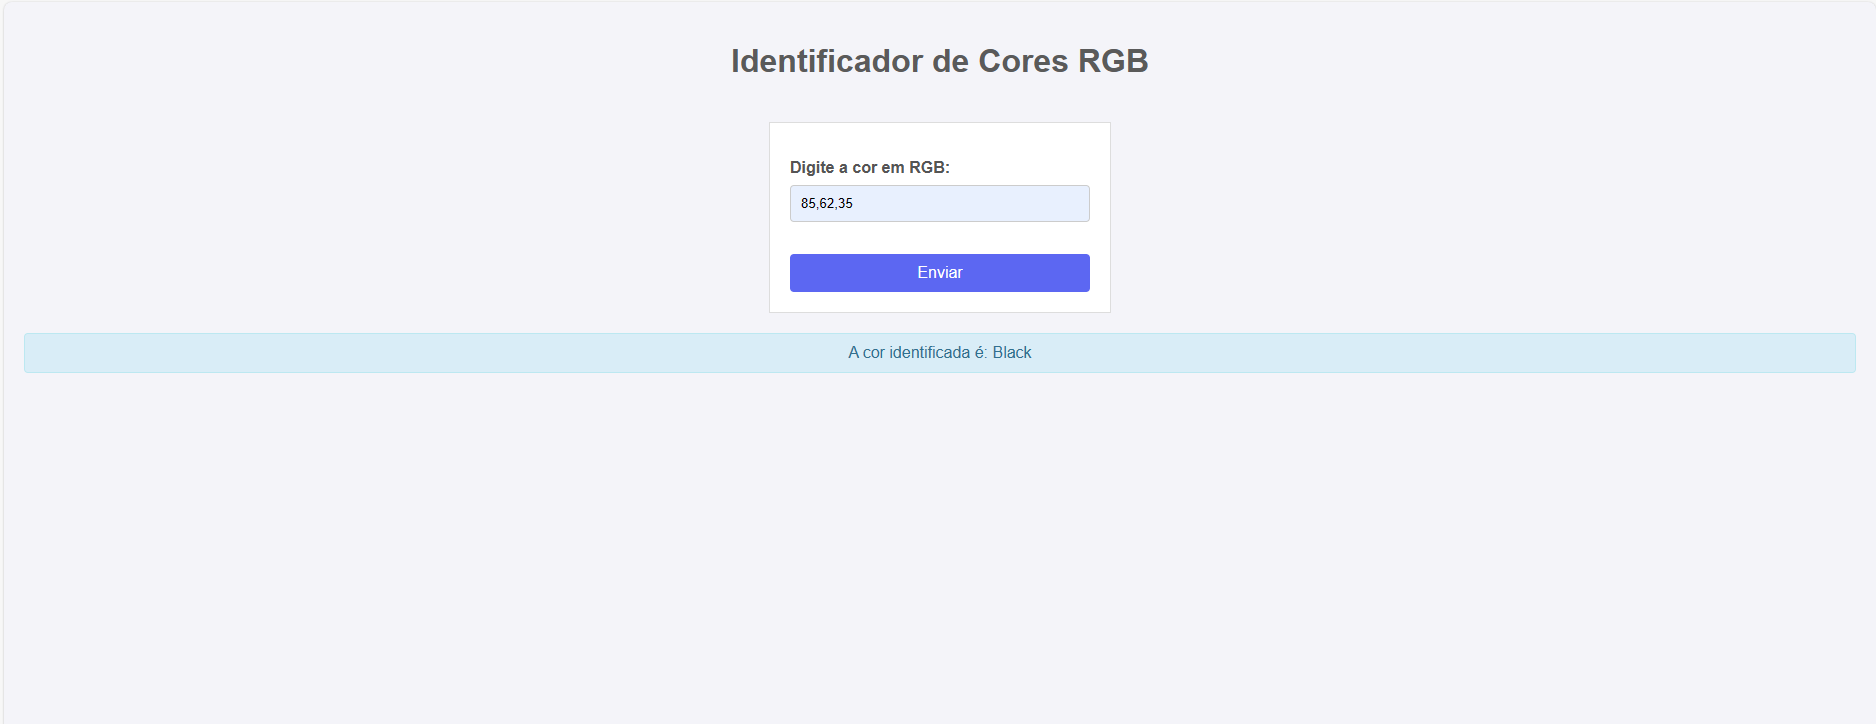 Identificador de Cores RGB
Digite a cor em RGB:
85,62,35
Enviar
A cor identificada é: Black